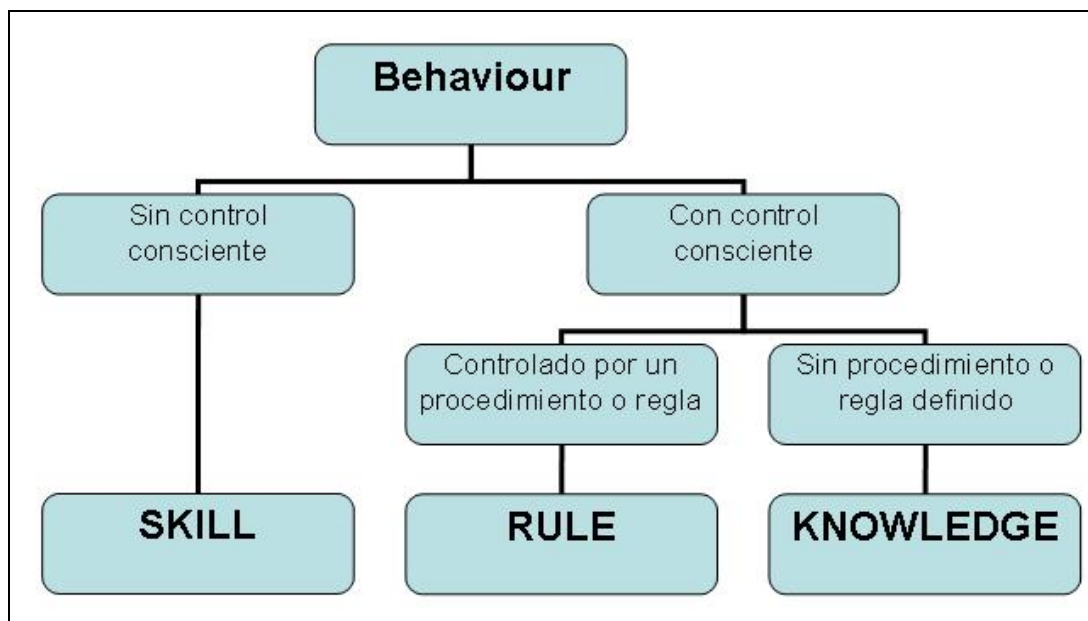 Behaviour
Sin control
consciente
Con control
consciente
Controlado por un
procedimiento o regla
Sin procedimiento o
regla definido
SKILL
RULE
KNOWLEDGE